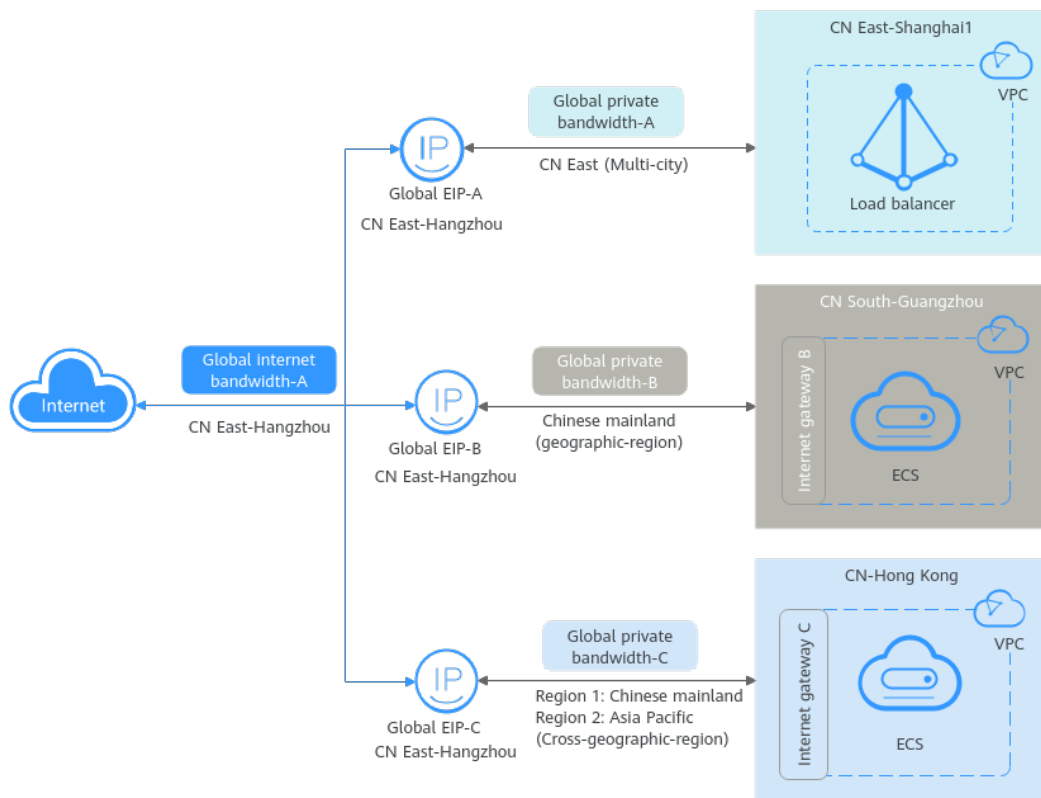 CN East-Shanghai1
VPC
Load balancer
Global private
bandwidth-A
CN East (Multi-city)
IP
Global EIP-A
CN East-Hangzhou
CN South-Guangzhou
VPC
Internet gateway B
ECS
Global private
bandwidth-B
Chinese mainland
(geographic-region)
IP
Global EIP-B
CN East-Hangzhou
Global internet
bandwidth-A
CN East-Hangzhou
Internet
CN-Hong Kong
VPC
Internet gateway C
ECS
Global private
bandwidth-C
Region 1: Chinese mainland
Region 2: Asia Pacific
(Cross-geographic-region)
IP
Global EIP-C
CN East-Hangzhou